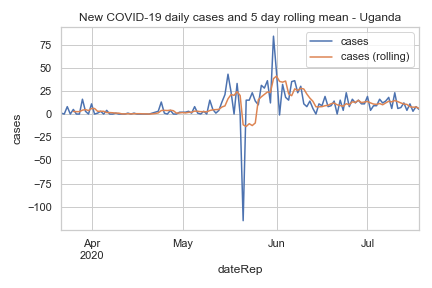 New COVID-19 daily cases and 5 day rolling mean - Uganda
cases
cases (rolling)
75
50
25
0
−25
−50
−75
−100
cases
Apr
2020
May
Jun
Jul
dateRep